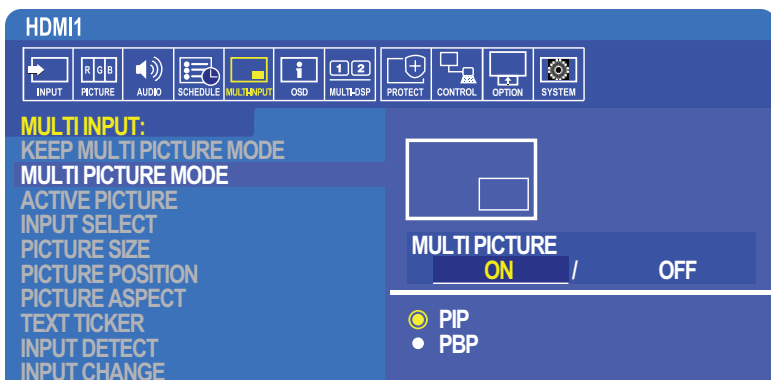 HDMI1
INPUT
RGB
PICTURE
AUDIO
SCHEDULE
MULTI-INPUT
i
OSD
12
MULTI-DSP
PROTECT
CONTROL
OPTION
SYSTEM
MULTI INPUT:
KEEP MULTI PICTURE MODE
MULTI PICTURE MODE
ACTIVE PICTURE
INPUT SELECT
PICTURE SIZE
PICTURE POSITION
PICTURE ASPECT
TEXT TICKER
INPUT DETECT
INPUT CHANGE
MULTI PICTURE
ON / OFF
PIP
PBP